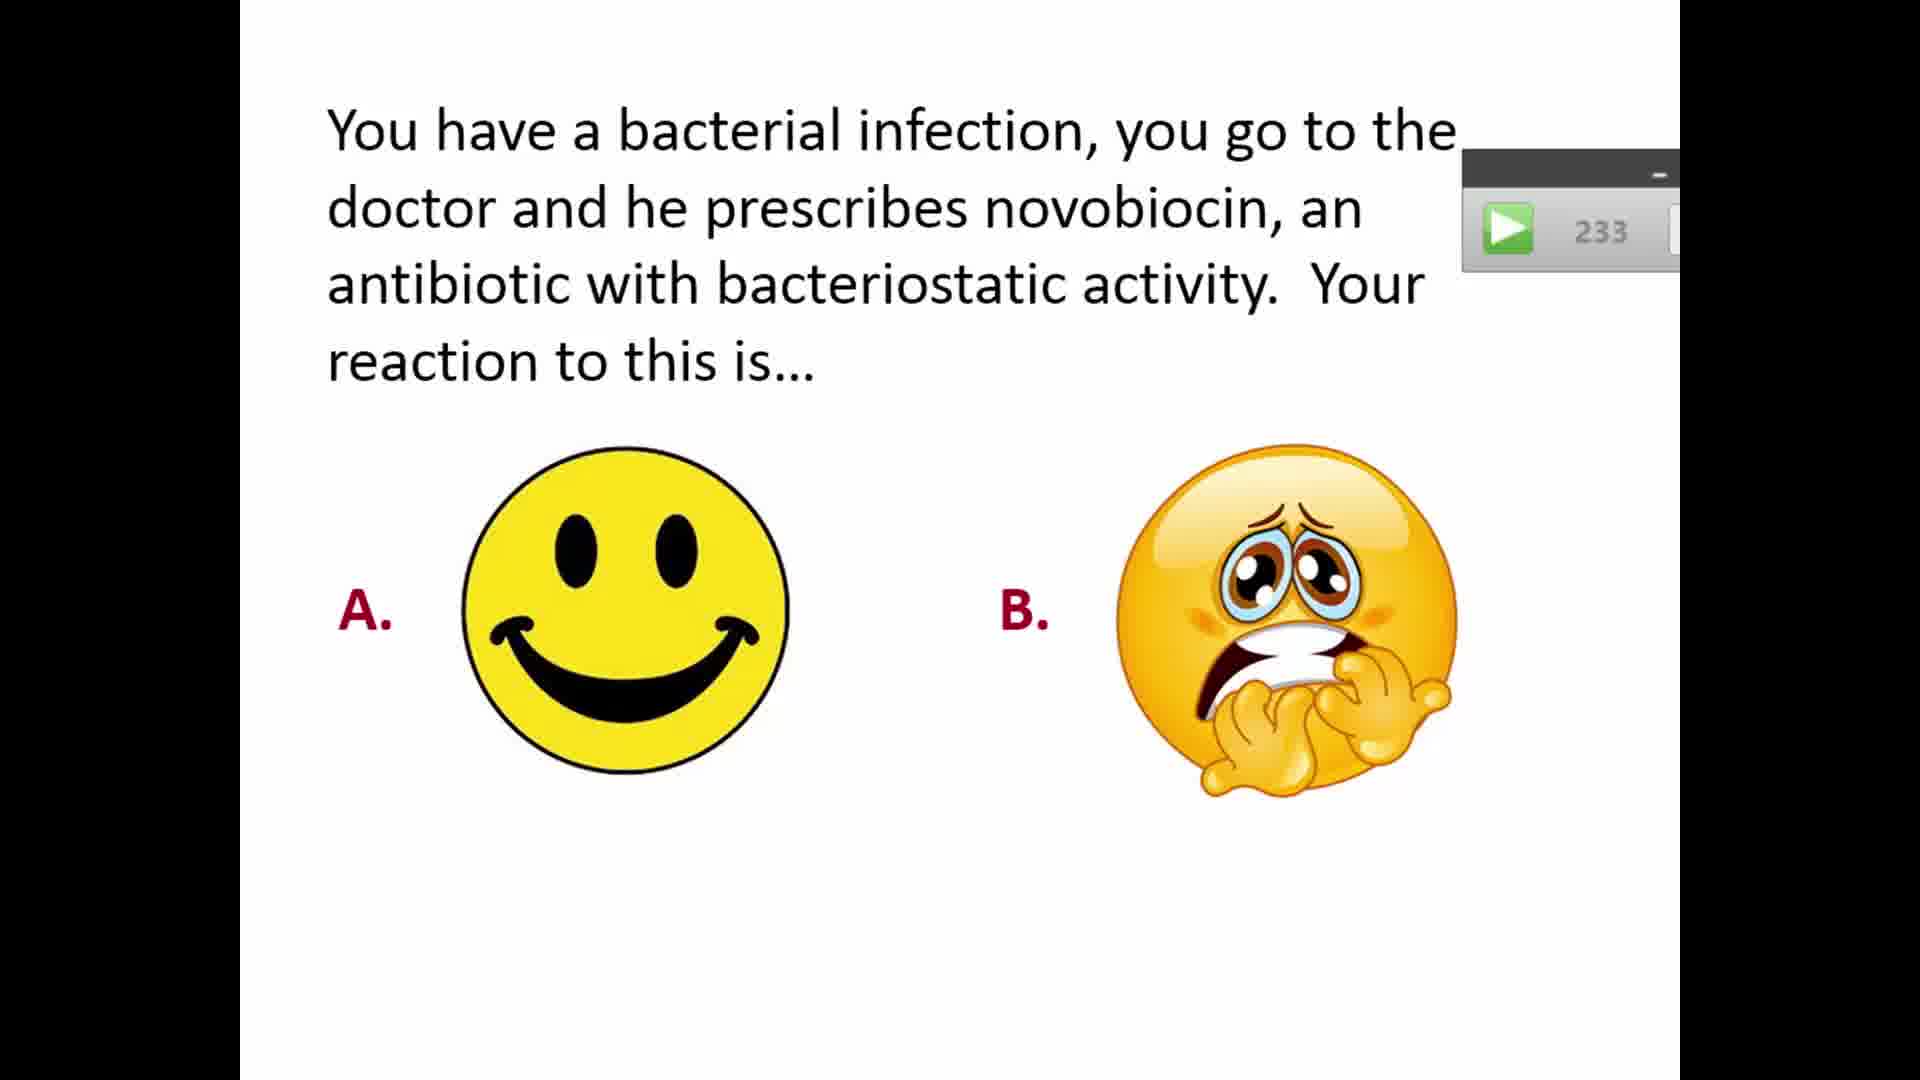 You have a bacterial infection, you go to the
doctor and he prescribes novobiocin, an
antibiotic with bacteriostatic activity.  Your
reaction to this is...
233
A.
B.